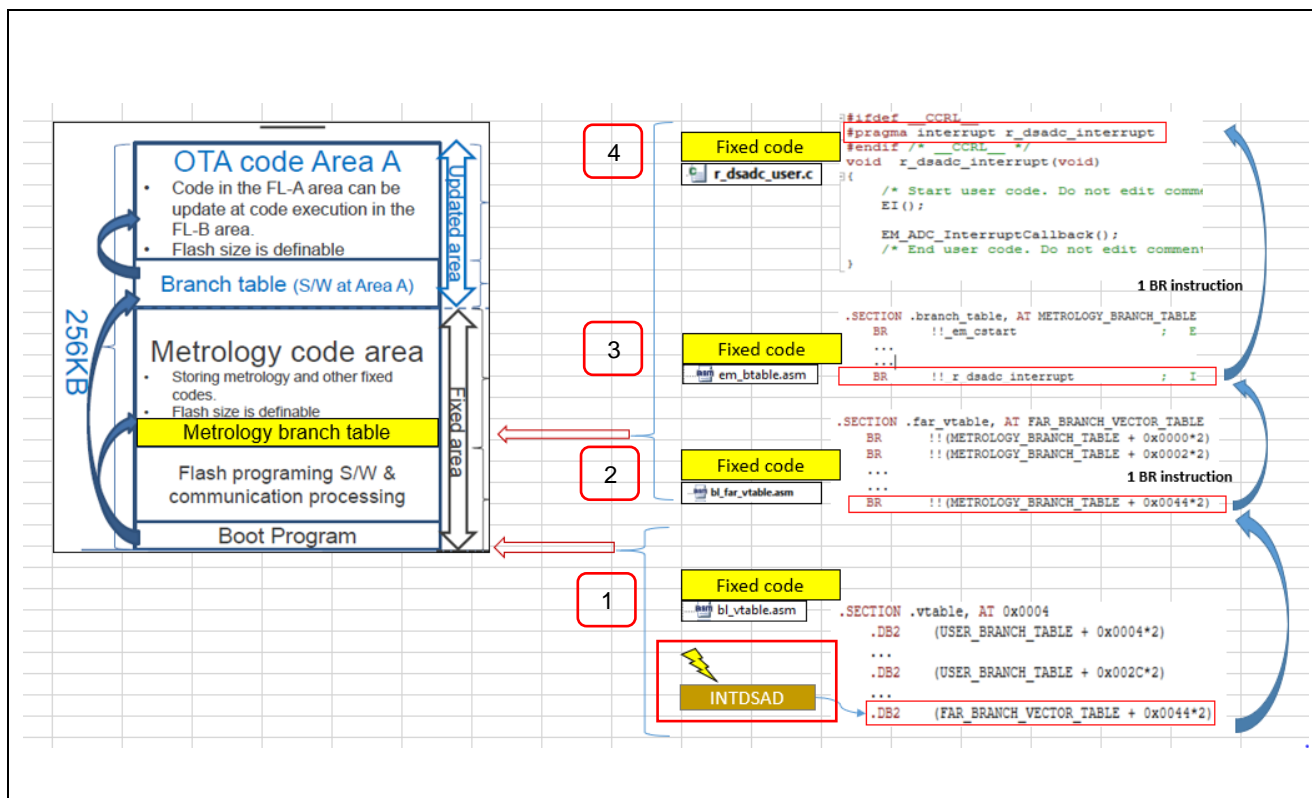 OTA code Area A
• Code in the FL-A area can be
update at code execution in the
FL-B area.
• Flash size is definable
Branch table (S/W at Area A)
Updated area
256KB
Metrology code area
• Storing metrology and other fixed
codes.
• Flash size is definable
Metrology branch table
Flash programing S/W &
communication processing
Boot Program
Fixed area
4
Fixed code
r_dsadc_user.c
#ifdef __CCRL__
#pragma interrupt r_dsadc_interrupt
#endif /* __CCRL__ */
void r_dsadc_interrupt(void)
{
/* Start user code. Do not edit comme
EI();
EM_ADC_InterruptCallback();
/* End user code. Do not edit comment
}
1 BR instruction
3
Fixed code
em_btable.asm
.SECTION .branch_table, AT METROLOGY_BRANCH_TABLE
BR !!_em_cstart ; E
...
...
BR !!_r_dsadc_interrupt ; I
2
Fixed code
bl_far_vtable.asm
.SECTION .far_vtable, AT FAR_BRANCH_VECTOR_TABLE
BR !!(METROLOGY_BRANCH_TABLE + 0x0000*2)
BR !!(METROLOGY_BRANCH_TABLE + 0x0002*2)
...
...
BR !!(METROLOGY_BRANCH_TABLE + 0x0044*2)
1 BR instruction
1
Fixed code
bl_vtable.asm
INTDSAD
.SECTION .vtable, AT 0x0004
.DB2 (USER_BRANCH_TABLE + 0x0004*2)
...
.DB2 (USER_BRANCH_TABLE + 0x002C*2)
...
.DB2 (FAR_BRANCH_VECTOR_TABLE + 0x0044*2)